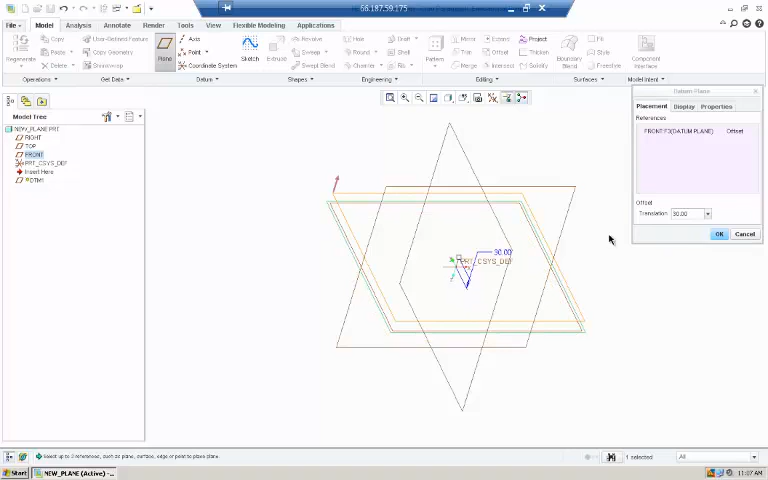 66.187.59.175
File
Model
Analysis
Annotate
Render
Tools
View
Flexible Modeling
Applications
Regenerate
Copy
Paste
Delete
User-Defined Feature
Copy Geometry
Shrinkwrap
Plane
Axis
Point
Coordinate System
Sketch
Extrude
Revolve
Sweep
Swept Blend
Hole
Round
Chamfer
Draft
Shell
Rib
Pattern
Mirror
Trim
Merge
Extend
Offset
Intersect
Project
Thicken
Solidify
Boundary Blend
Fill
Style
Freestyle
Component Interface
Operations
Get Data
Datum
Shapes
Engineering
Editing
Surfaces
Model Intent
Model Tree
NEW_PLANE.PRT
RIGHT
TOP
FRONT
PRT_CSYS_DEF
Insert Here
DTM1
30.00
PRT_CSYS_DEF
Datum Plane
Placement
Display
Properties
References
FRONT:F3(DATUM PLANE)
Offset
Offset
Translation
30.00
OK
Cancel
Select up to 3 references, such as plane, surface, edge or point to place plane.
1 selected
All
Start
NEW_PLANE (Active) -...
11:07 AM